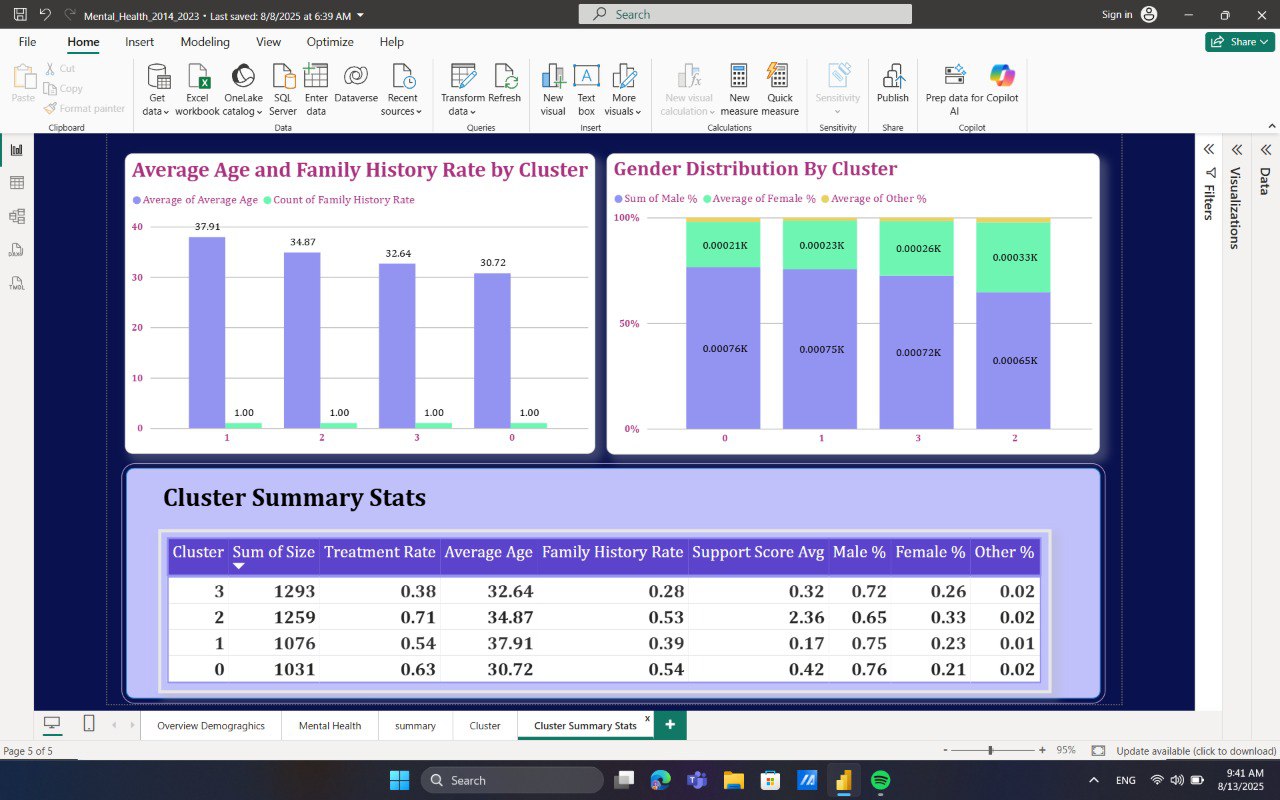 Mental_Health_2014_2023 • Last saved: 8/8/2025 at 6:39 AM
Search
Sign in
File Home Insert Modeling View Optimize Help
Share
Paste
Cut
Copy
Format painter
Clipboard
Get data
Excel workbook
OneLake catalog
SQL Server
Enter data
Dataverse
Recent sources
Data
Transform data
Refresh
Queries
New visual
Text box
More visuals
Insert
New visual calculation
New measure
Quick measure
Calculations
Sensitivity
Sensitivity
Publish
Share
Prep data for AI
Copilot
Copilot
DAX
TMDL
Average Age and Family History Rate by Cluster
Average of Average Age Count of Family History Rate
40
30
20
10
0
37.91
34.87
32.64
30.72
1.00 1.00 1.00 1.00
1 2 3 0
Gender Distribution By Cluster
Sum of Male % Average of Female % Average of Other %
100%
50%
0%
0.00021K 0.00023K 0.00026K 0.00033K
0.00076K 0.00075K 0.00072K 0.00065K
0 1 3 2
Filters
Visualizations
Data
Cluster Summary Stats
Cluster Sum of Size Treatment Rate Average Age Family History Rate Support Score Avg Male % Female % Other %
3 1293 0.38 32.64 0.28 0.32 0.72 0.26 0.02
2 1259 0.71 34.87 0.53 2.36 0.65 0.33 0.02
1 1076 0.54 37.91 0.39 0.17 0.75 0.23 0.01
0 1031 0.63 30.72 0.54 0.42 0.76 0.21 0.02
Overview Demograghics Mental Health summary Cluster Cluster Summary Stats x +
Page 5 of 5
- + 95% Update available (click to download)
Search
ENG
9:41 AM
8/13/2025